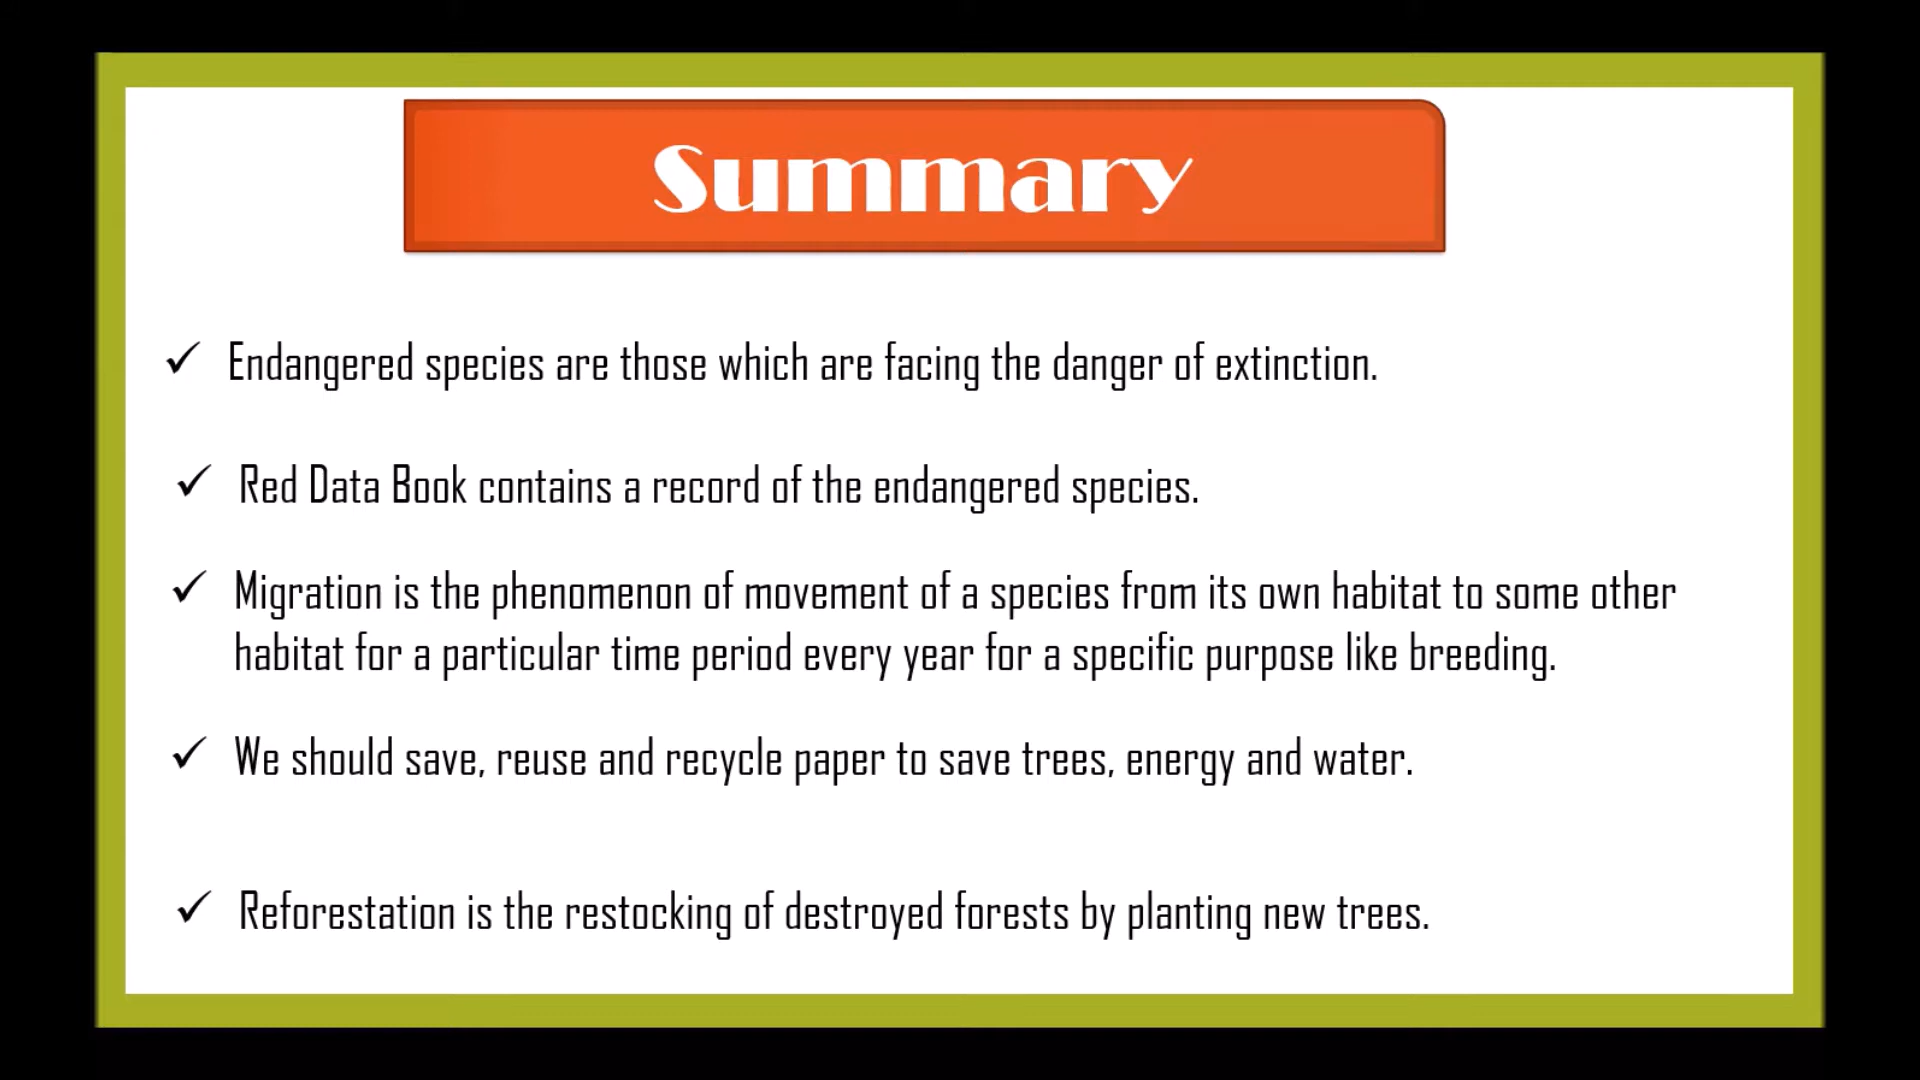 Summary
✓ Endangered species are those which are facing the danger of extinction.
✓ Red Data Book contains a record of the endangered species.
✓ Migration is the phenomenon of movement of a species from its own habitat to some other
habitat for a particular time period every year for a specific purpose like breeding.
✓ We should save, reuse and recycle paper to save trees, energy and water.
✓ Reforestation is the restocking of destroyed forests by planting new trees.